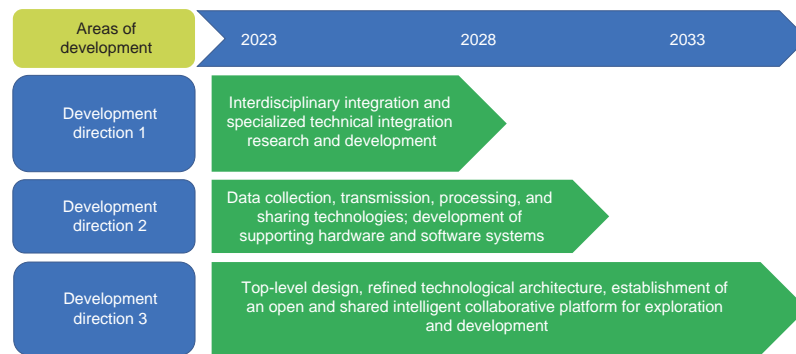 Areas of
development
2023 2028 2033
Development
direction 1
Interdisciplinary integration and
specialized technical integration
research and development
Development
direction 2
Data collection, transmission, processing, and
sharing technologies; development of
supporting hardware and software systems
Development
direction 3
Top-level design, refined technological architecture, establishment of
an open and shared intelligent collaborative platform for exploration
and development